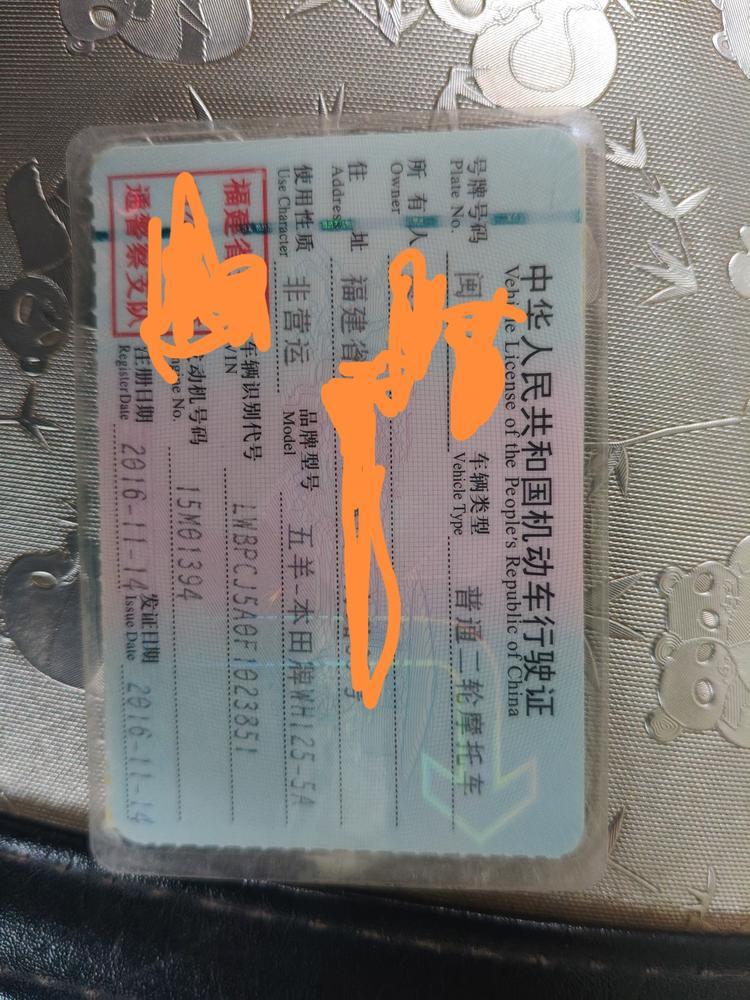 中华人民共和国机动车行驶证
Vehicle License of the People's Republic of China
号牌号码 闽 车辆类型 普通二轮摩托车
Plate No. Vehicle Type
所有人
Owner
住址 福建省
Address
使用性质 非营运 品牌型号 五羊-本田牌WH125-5A
Use Character Model
福建省 车辆识别代号 LWBPCJ5A0F1023851
VIN
动机号码 15M01394
No.
通警察支队 注册日期 2016-11-14 发证日期 2016-11-14
Register Date Issue Date